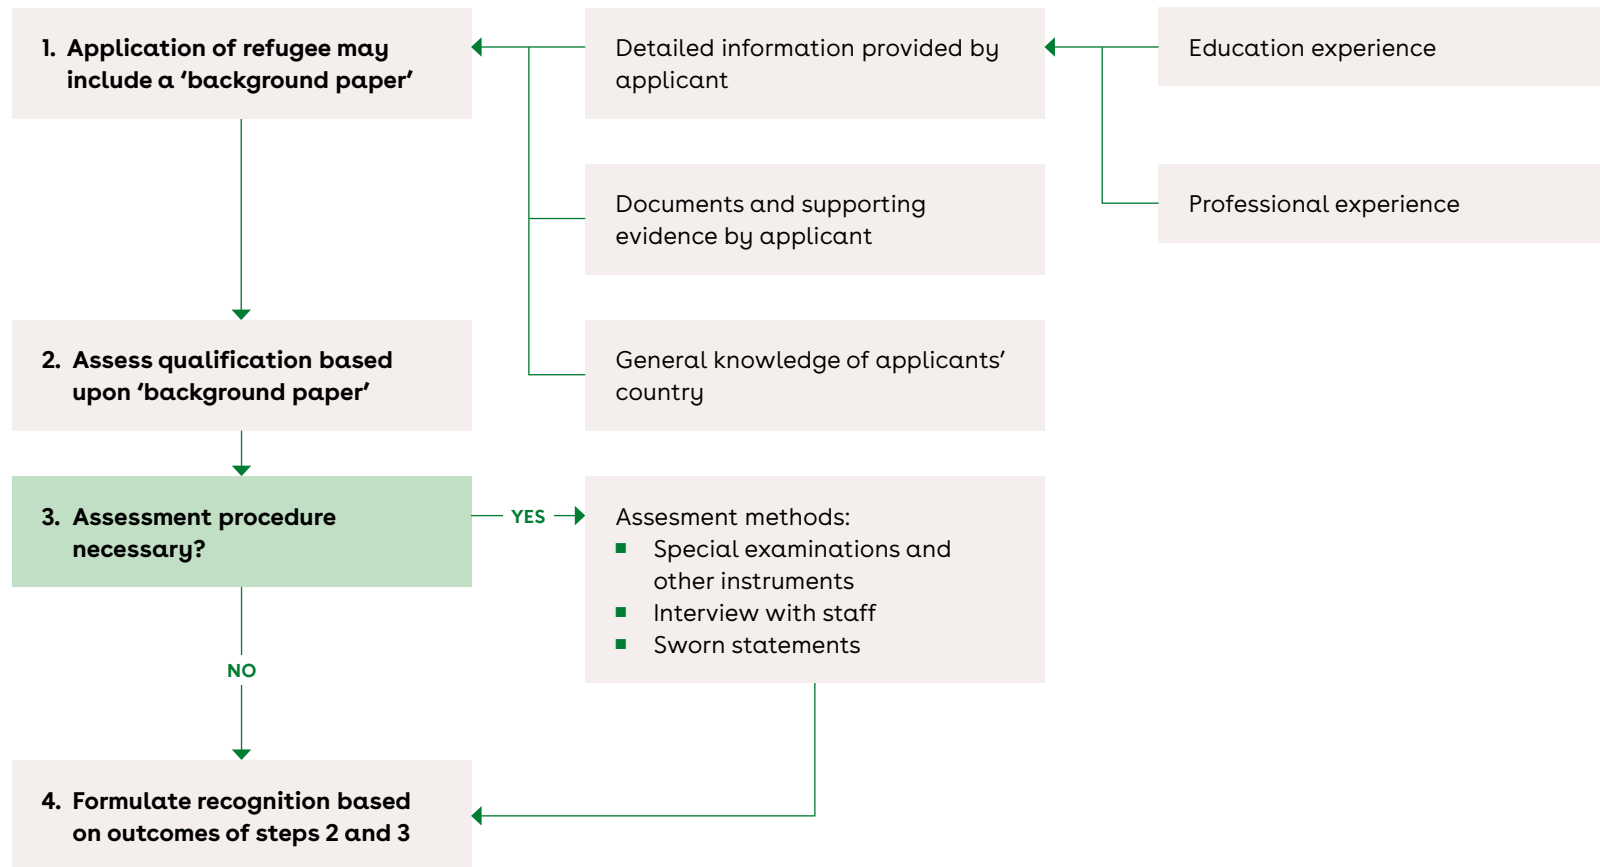 1. Application of refugee may
include a ‘background paper’
Detailed information provided by
applicant
Education experience
Documents and supporting
evidence by applicant
Professional experience
2. Assess qualification based
upon ‘background paper’
General knowledge of applicants’
country
3. Assessment procedure
necessary?
YES
Assesment methods:
■ Special examinations and
other instruments
■ Interview with staff
■ Sworn statements
NO
4. Formulate recognition based
on outcomes of steps 2 and 3